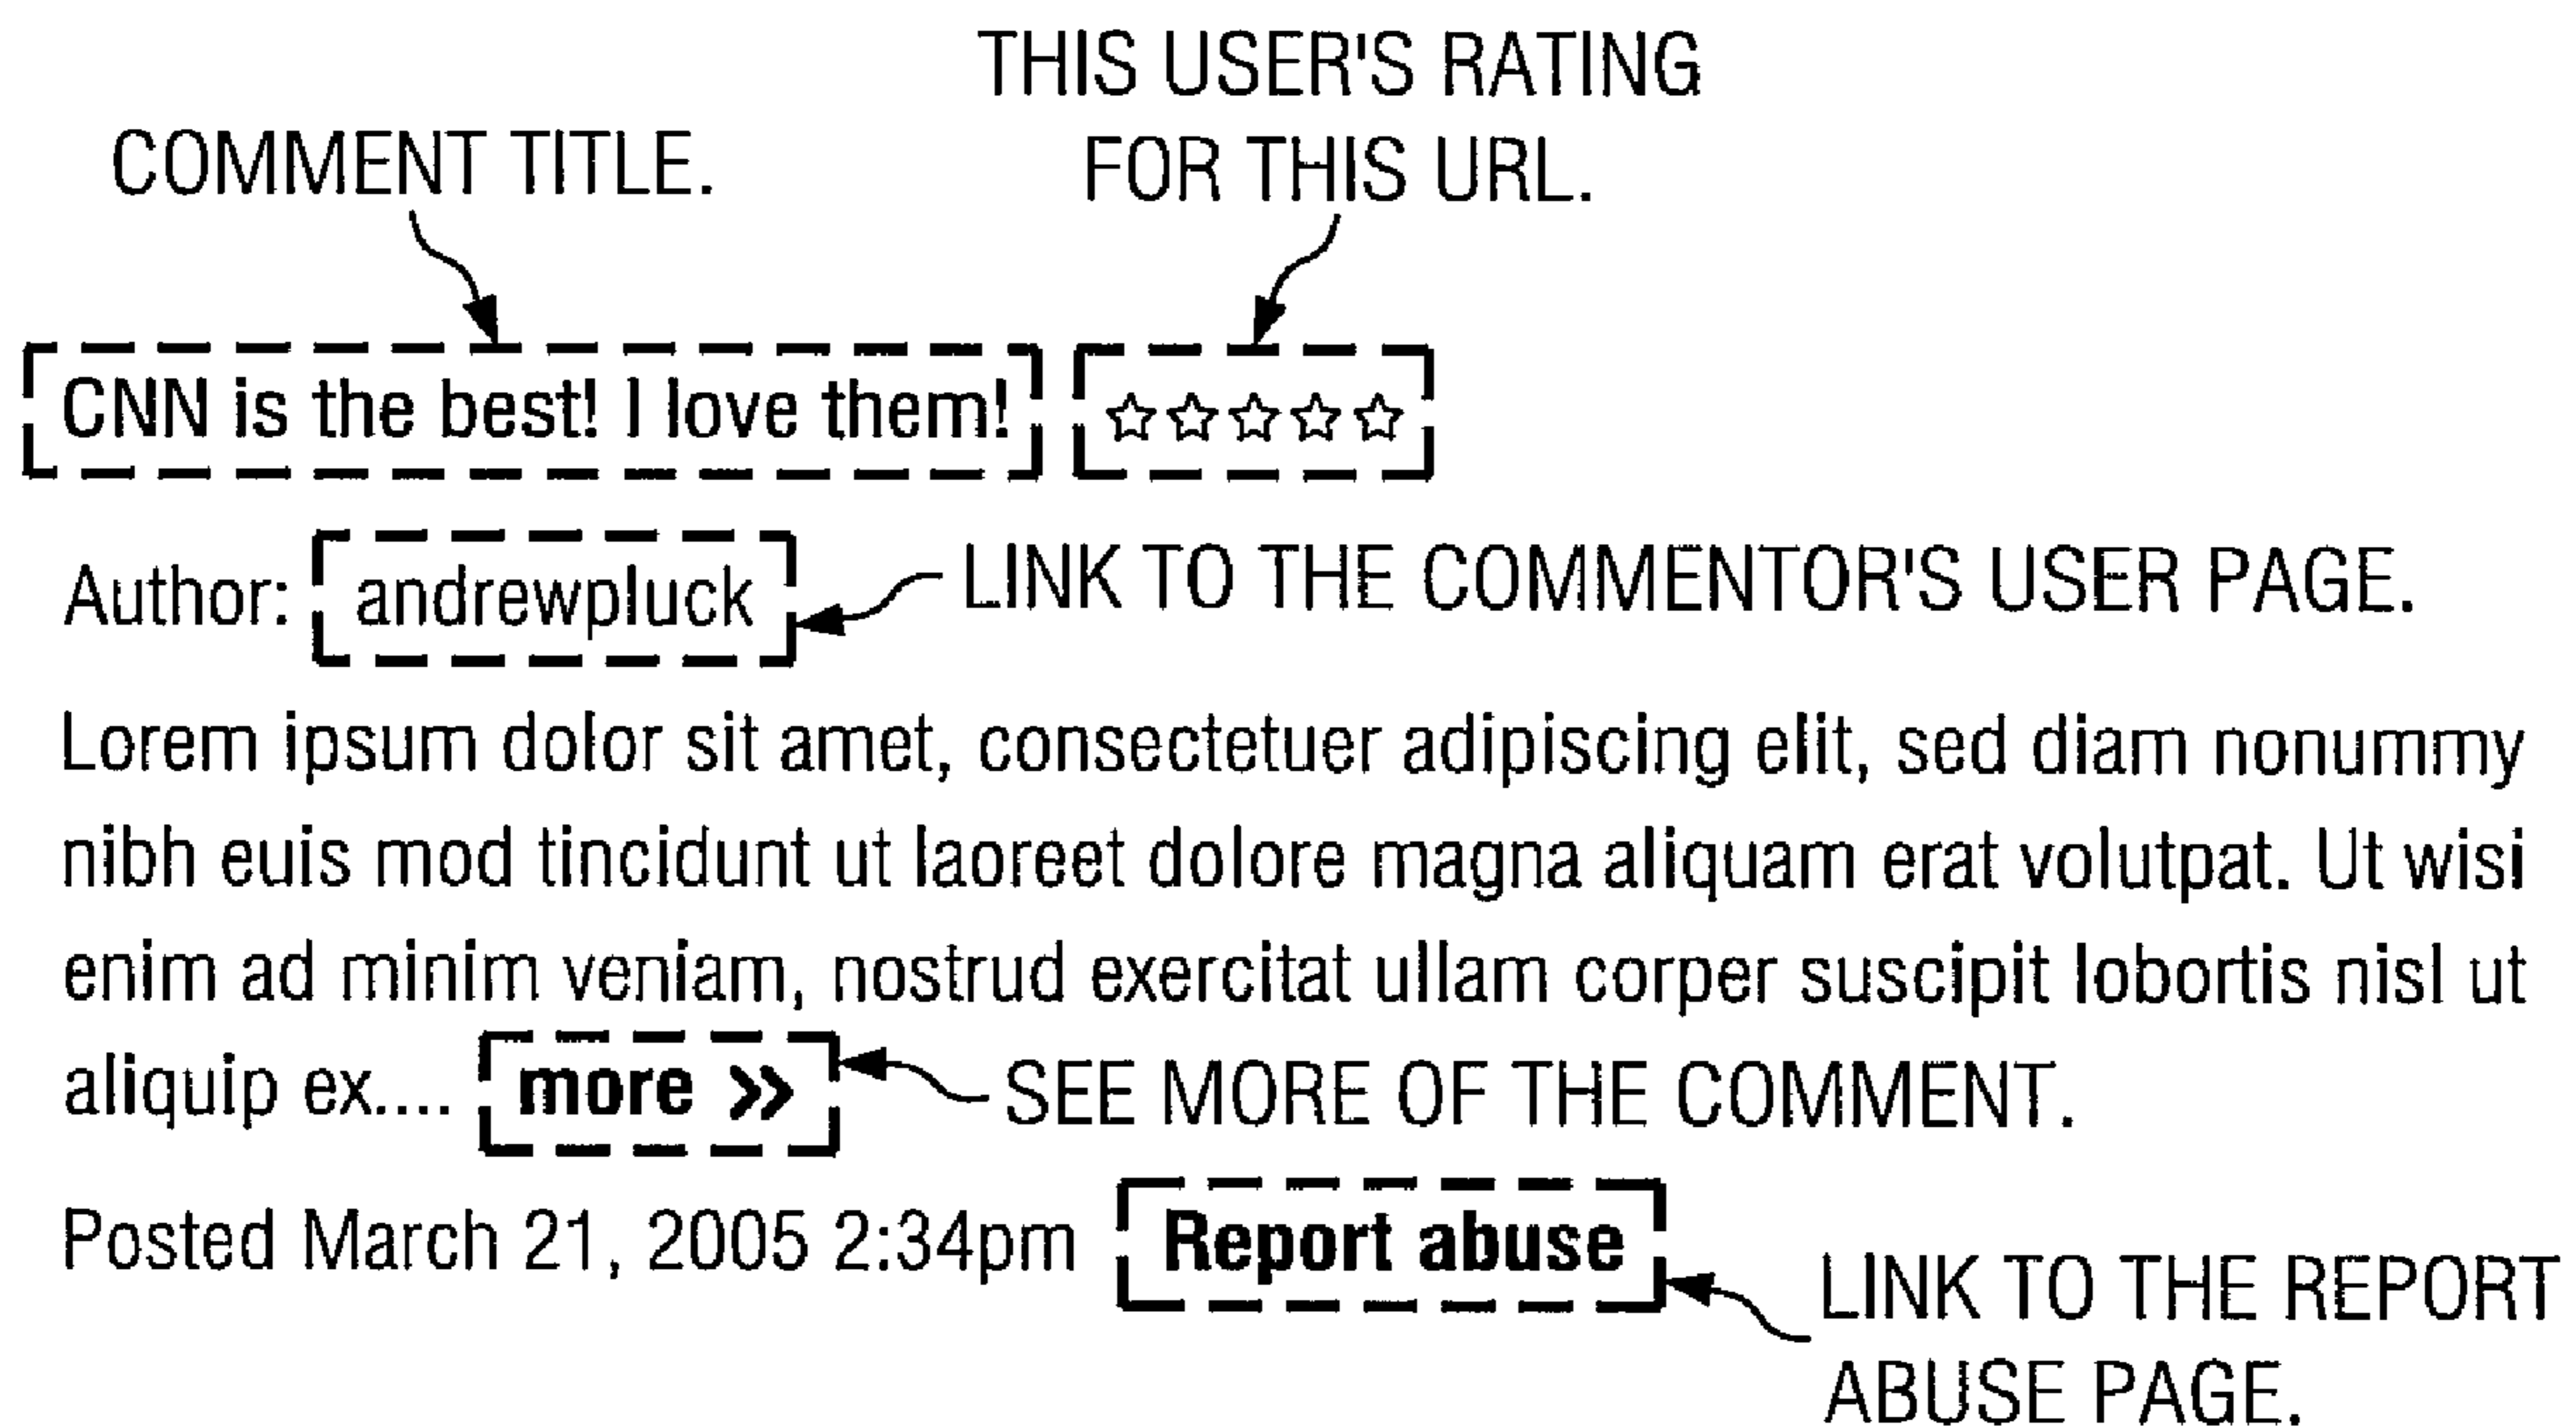 THIS USER'S RATING
FOR THIS URL.
COMMENT TITLE.
CNN is the best! I love them! ☆☆☆☆☆
Author: andrewpluck
LINK TO THE COMMENTOR'S USER PAGE.
Lorem ipsum dolor sit amet, consectetuer adipiscing elit, sed diam nonummy
nibh euis mod tincidunt ut laoreet dolore magna aliquam erat volutpat. Ut wisi
enim ad minim veniam, nostrud exercitat ullam corper suscipit lobortis nisl ut
aliquip ex.... more »
SEE MORE OF THE COMMENT.
Posted March 21, 2005 2:34pm Report abuse
LINK TO THE REPORT
ABUSE PAGE.